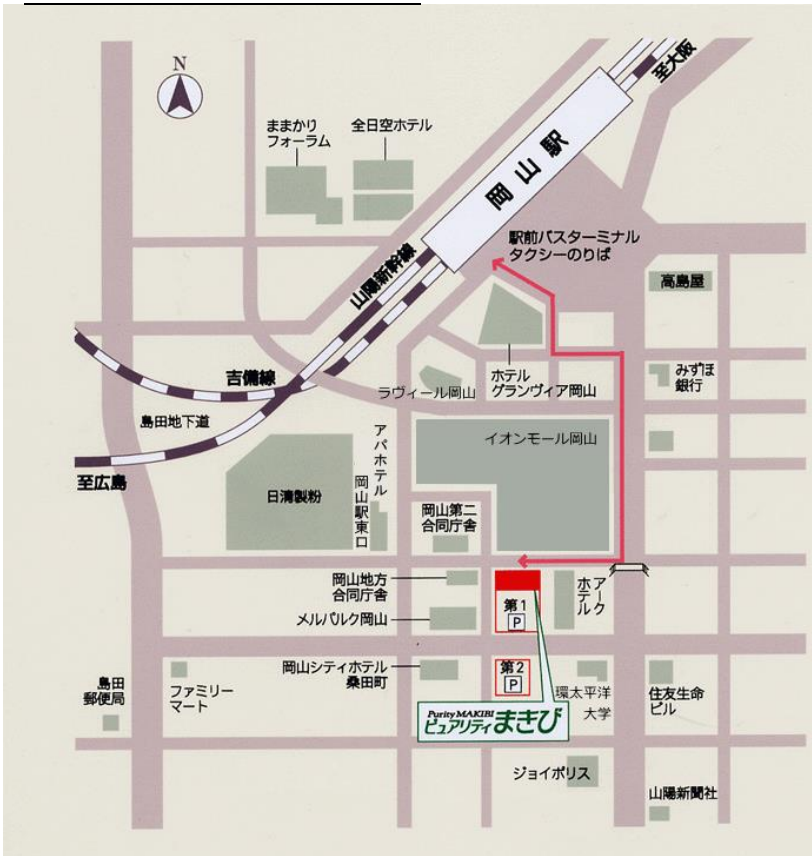 N
至大阪
ままかり
フォーラム
全日空ホテル
岡山駅
駅前バスターミナル
タクシーのりば
山陽新幹線
高島屋
吉備線
ラヴィール岡山
ホテル
グランヴィア岡山
みずほ
銀行
島田地下道
アパホテル
岡山駅東口
イオンモール岡山
至広島
日清製粉
岡山第二
合同庁舎
岡山地方
合同庁舎
アーク
ホテル
第1
P
メルパルク岡山
岡山シティホテル
桑田町
第2
P
島田
郵便局
ファミリー
マート
環太平洋
大学
住友生命
ビル
Purity MAKIBI
ピュアリティまきび
ジョイポリス
山陽新聞社